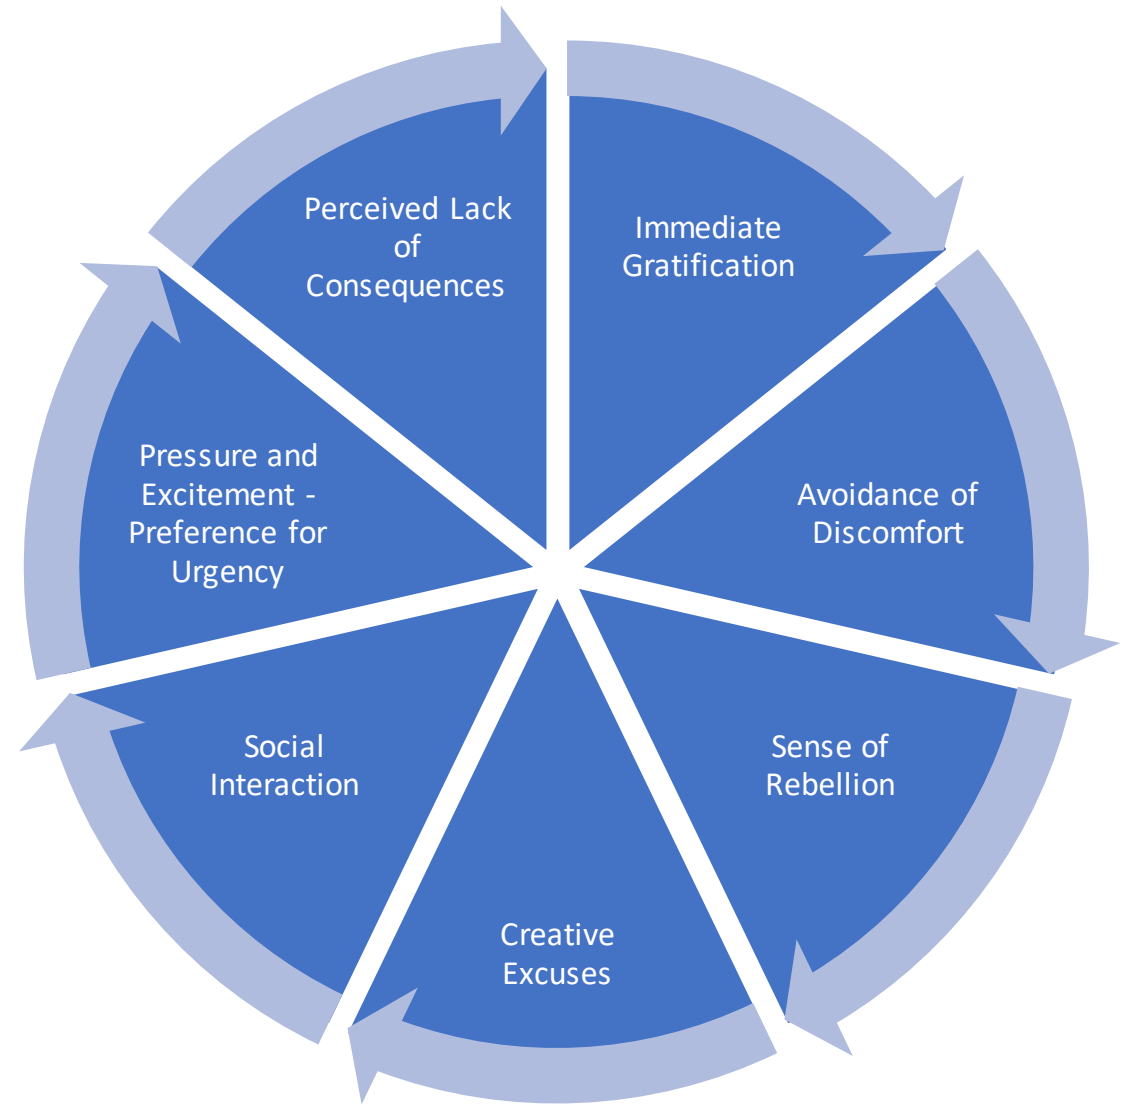 Immediate
Gratification
Avoidance of
Discomfort
Sense of
Rebellion
Creative
Excuses
Social
Interaction
Pressure and
Excitement -
Preference for
Urgency
Perceived Lack
of
Consequences